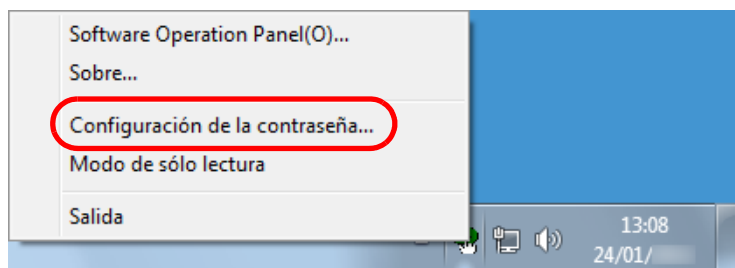 Software Operation Panel(O)...
Sobre...
Configuración de la contraseña...
Modo de sólo lectura
Salida
13:08
24/01/